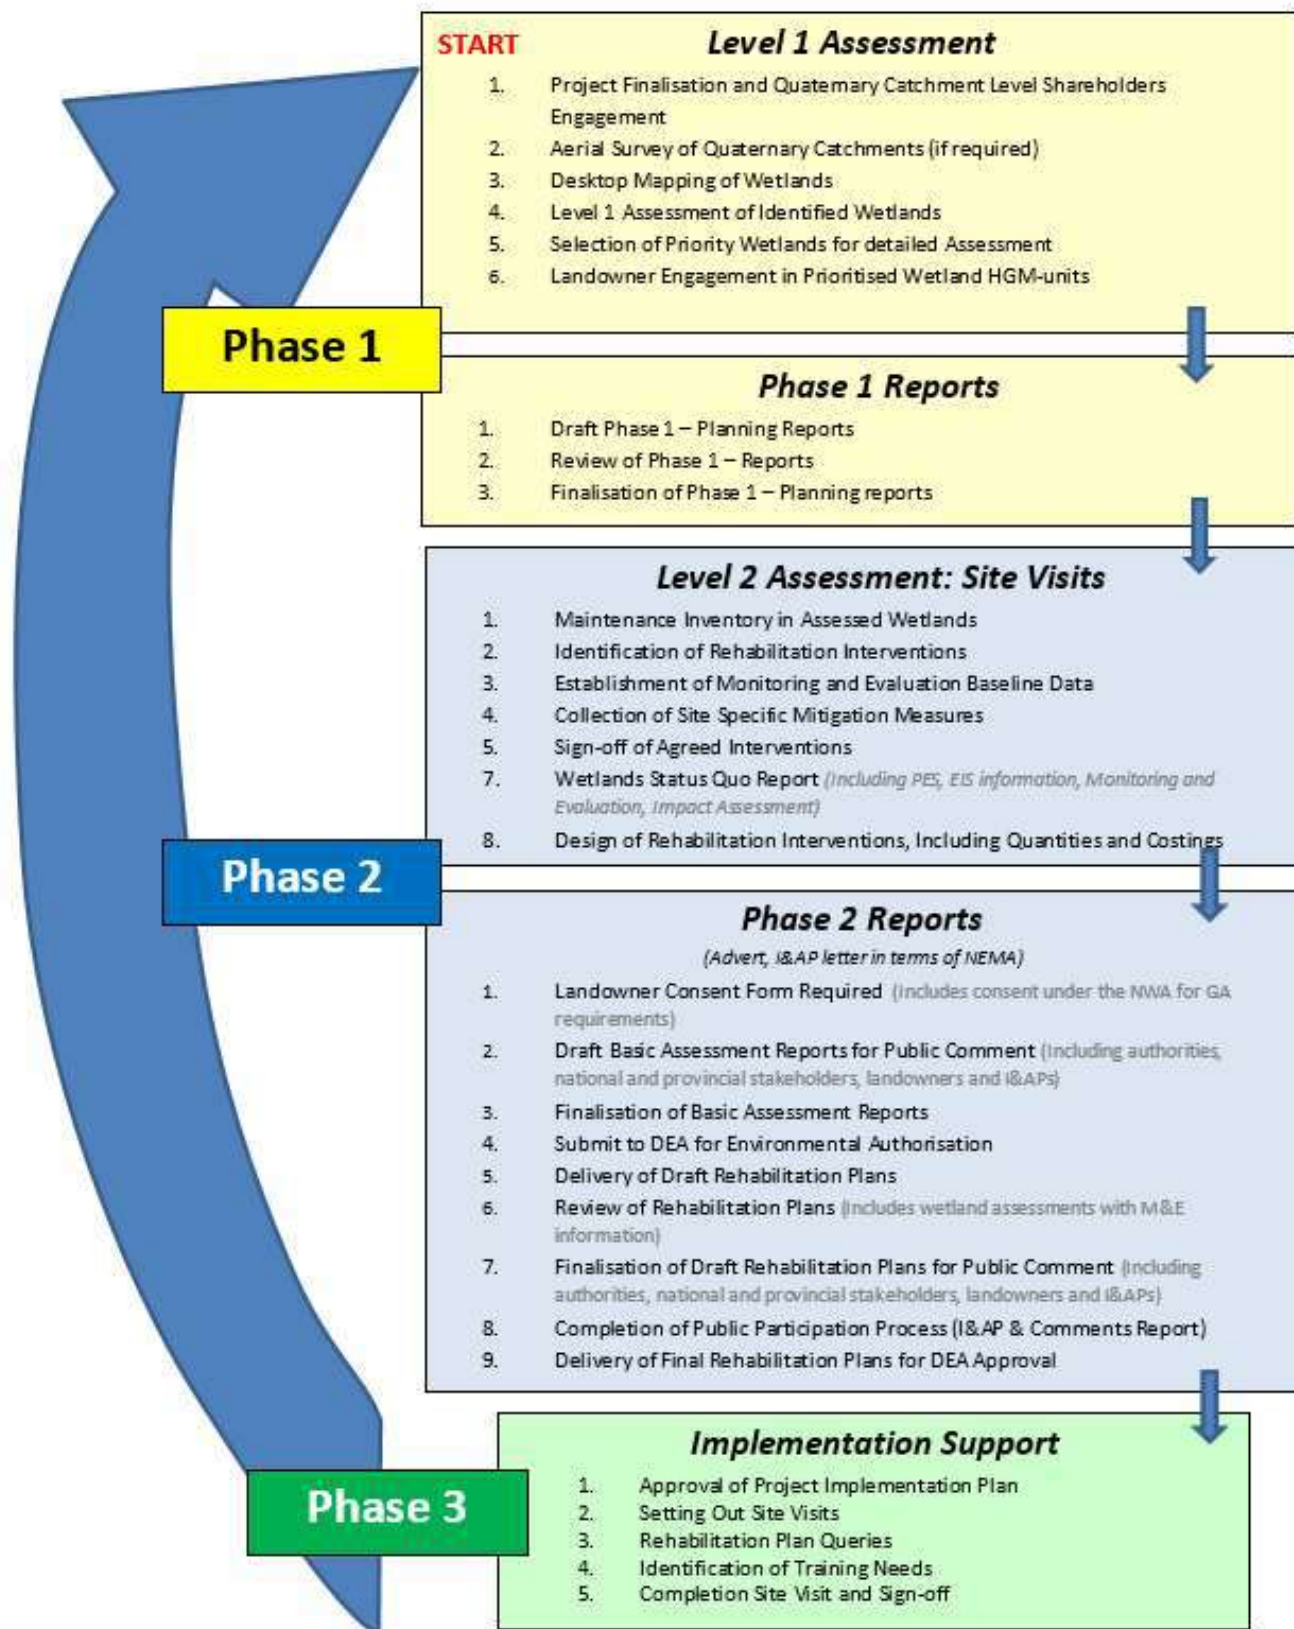 START
Level 1 Assessment
1. Project Finalisation and Quaternary Catchment Level Shareholders
Engagement
2. Aerial Survey of Quaternary Catchments (if required)
3. Desktop Mapping of Wetlands
4. Level 1 Assessment of Identified Wetlands
5. Selection of Priority Wetlands for detailed Assessment
6. Landowner Engagement in Prioritised Wetland HGM-units
Phase 1
Phase 1 Reports
1. Draft Phase 1 – Planning Reports
2. Review of Phase 1 – Reports
3. Finalisation of Phase 1 – Planning reports
Level 2 Assessment: Site Visits
1. Maintenance Inventory in Assessed Wetlands
2. Identification of Rehabilitation Interventions
3. Establishment of Monitoring and Evaluation Baseline Data
4. Collection of Site Specific Mitigation Measures
5. Sign-off of Agreed Interventions
7. Wetlands Status Quo Report (Including PES, EIS information, Monitoring and
Evaluation, Impact Assessment)
8. Design of Rehabilitation Interventions, Including Quantities and Costings
Phase 2
Phase 2 Reports
(Advert, I&AP letter in terms of NEMA)
1. Landowner Consent Form Required (Includes consent under the NWA for GA
requirements)
2. Draft Basic Assessment Reports for Public Comment (Including authorities,
national and provincial stakeholders, landowners and I&APs)
3. Finalisation of Basic Assessment Reports
4. Submit to DEA for Environmental Authorisation
5. Delivery of Draft Rehabilitation Plans
6. Review of Rehabilitation Plans (Includes wetland assessments with M&E
information)
7. Finalisation of Draft Rehabilitation Plans for Public Comment (Including
authorities, national and provincial stakeholders, landowners and I&APs)
8. Completion of Public Participation Process (I&AP & Comments Report)
9. Delivery of Final Rehabilitation Plans for DEA Approval
Implementation Support
Phase 3
1. Approval of Project Implementation Plan
2. Setting Out Site Visits
3. Rehabilitation Plan Queries
4. Identification of Training Needs
5. Completion Site Visit and Sign-off